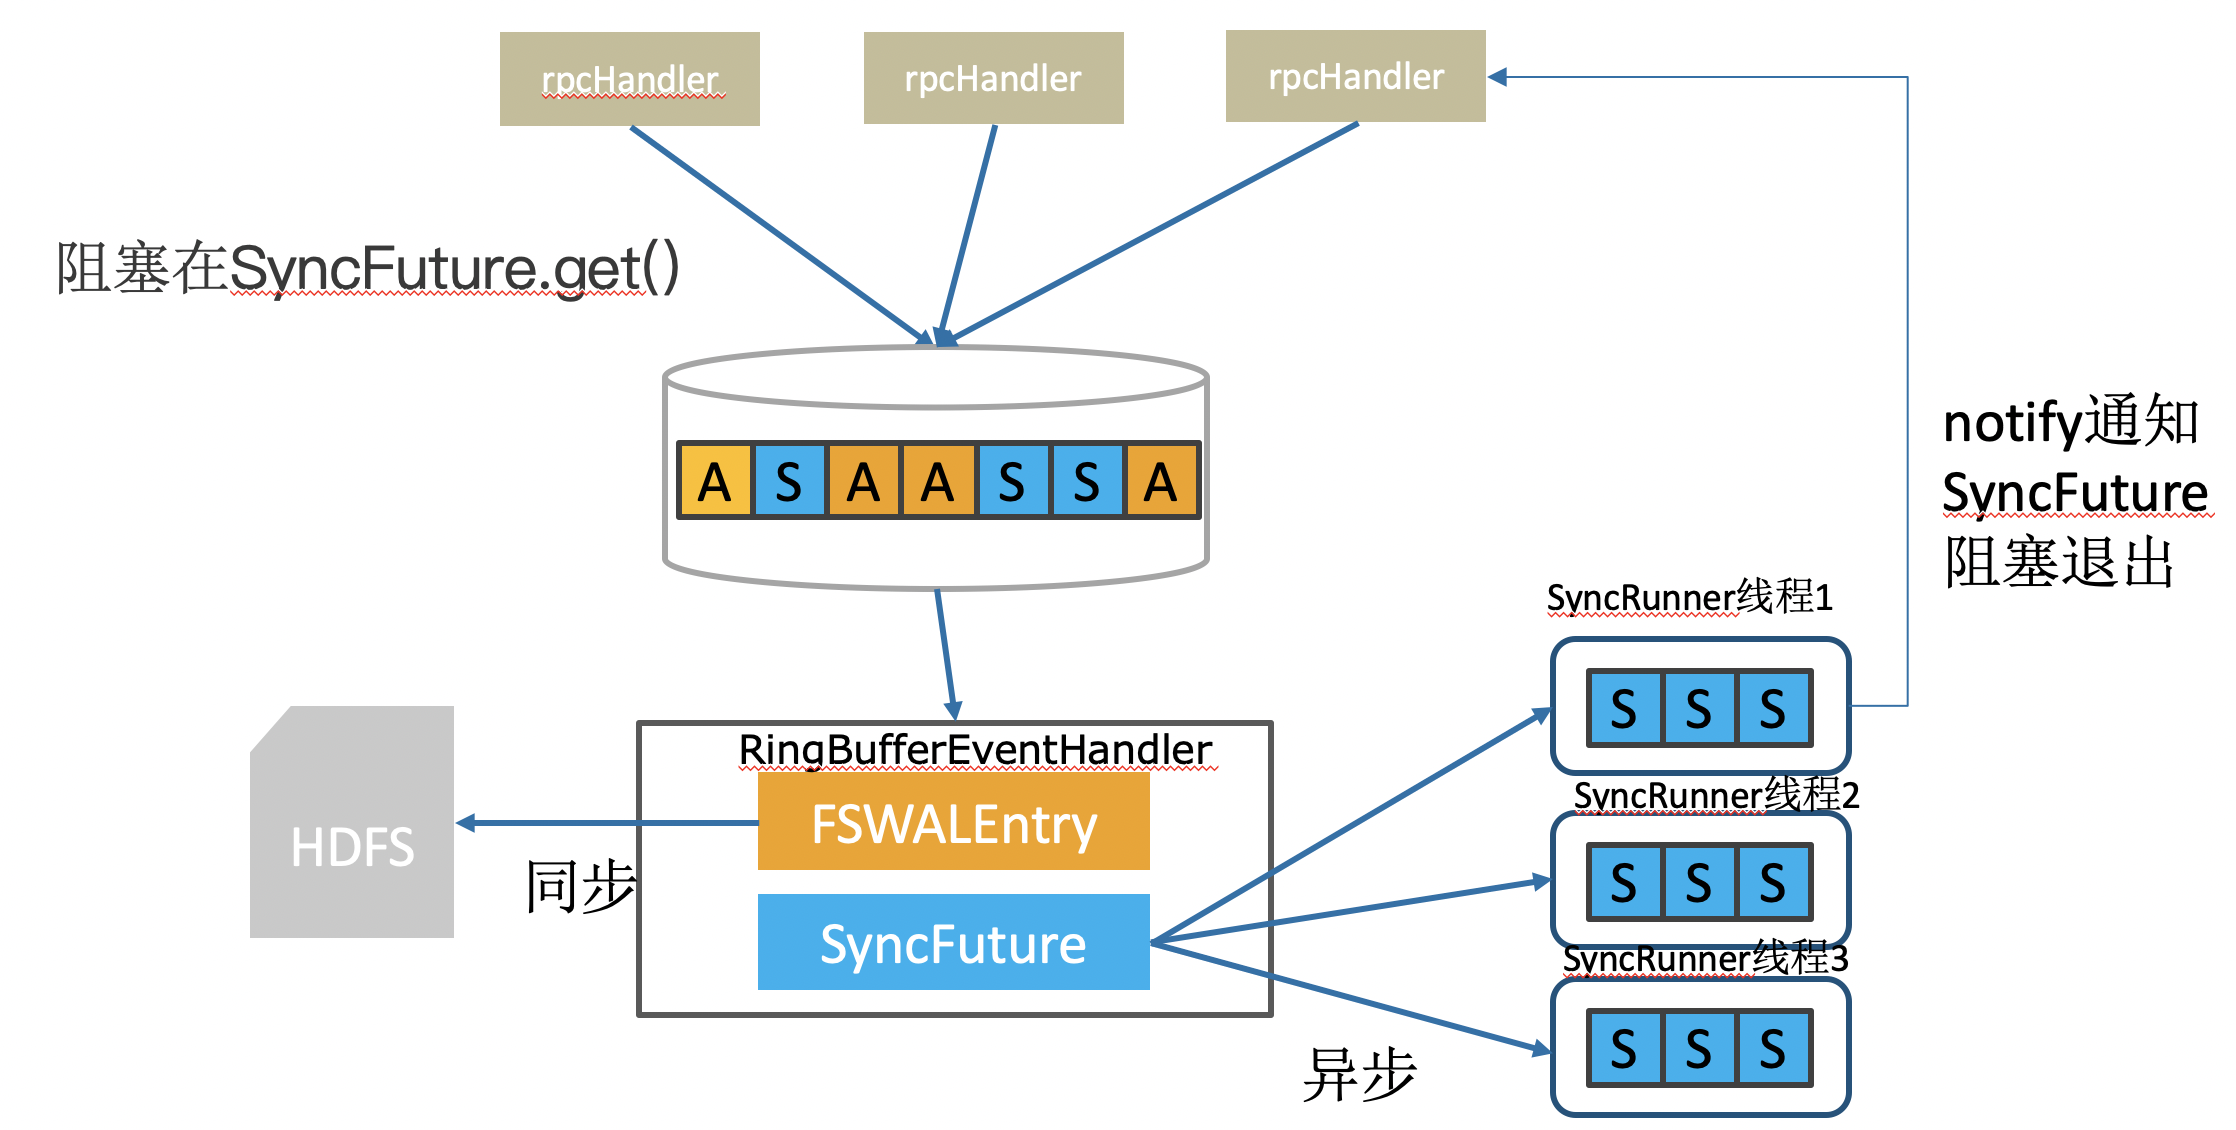 rpcHandler
rpcHandler
rpcHandler
阻塞在SyncFuture.get()
A S A A S S A
notify通知
SyncFuture
阻塞退出
SyncRunner线程1
S S S
RingBufferEventHandler
FSWALEntry
SyncFuture
HDFS
同步
SyncRunner线程2
S S S
SyncRunner线程3
S S S
异步